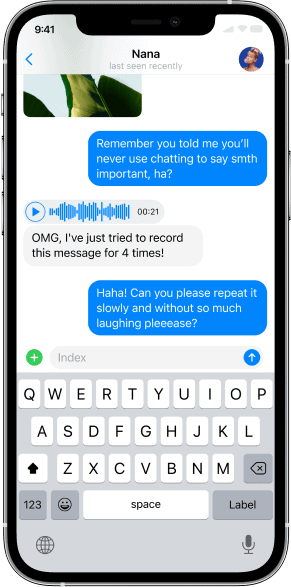 9:41
Nana
last seen recently
Remember you told me you'll
never use chatting to say smth
important, ha?
00:21
OMG, I've just tried to record
this message for 4 times!
Haha! Can you please repeat it
slowly and without so much
laughing pleeease?
Index
Q W E R T Y U I O P
A S D F G H J K L
Z X C V B N M
123 space Label